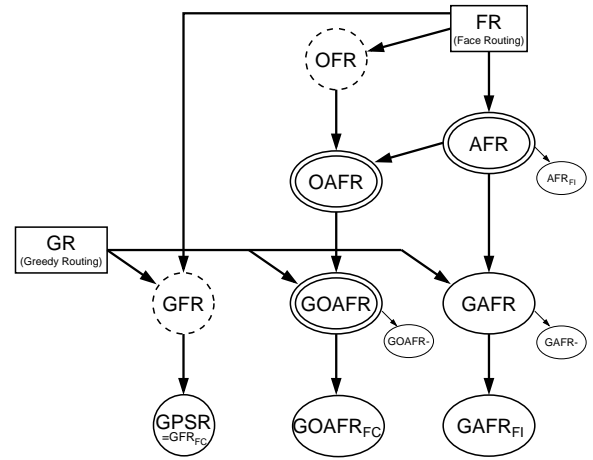 FR
(Face Routing)
OFR
AFR
OAFR
AFR_FI
GR
(Greedy Routing)
GFR
GOAFR
GAFR
GOAFR-
GAFR-
GPSR
=GFR_FC
GOAFR_FC
GAFR_FI